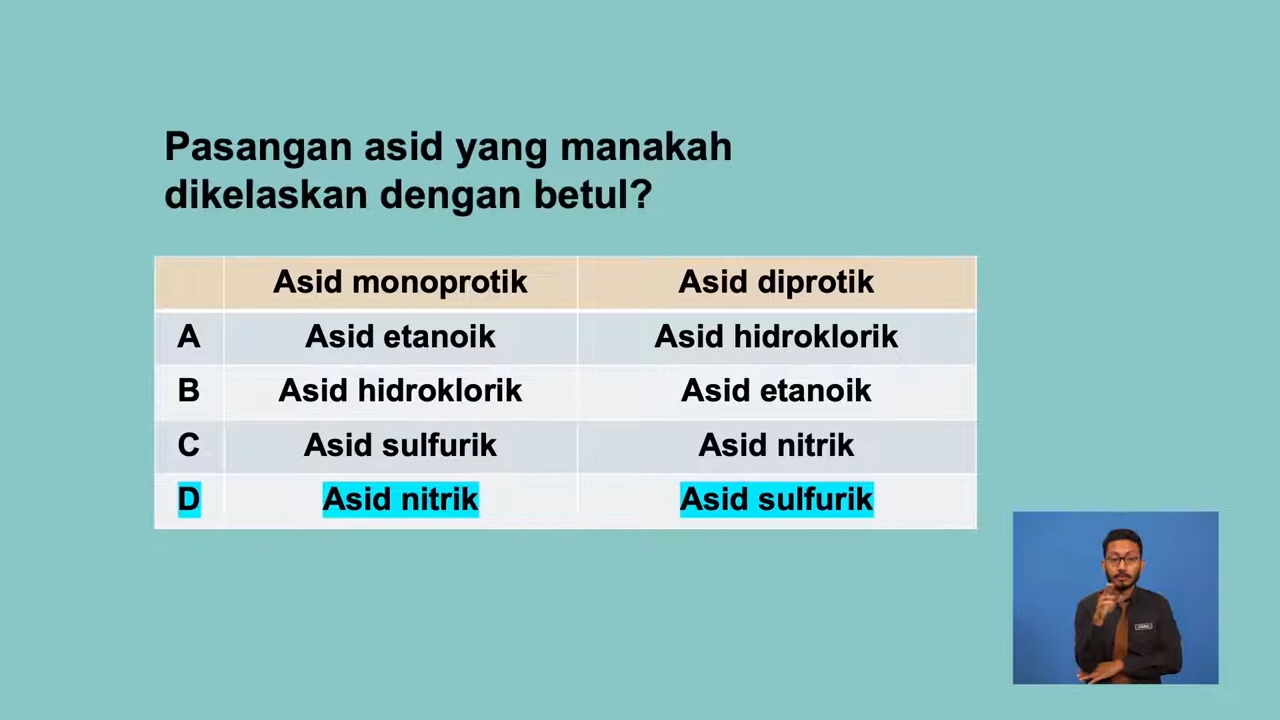 Pasangan asid yang manakah
dikelaskan dengan betul?
Asid monoprotik Asid diprotik
A Asid etanoik Asid hidroklorik
B Asid hidroklorik Asid etanoik
C Asid sulfurik Asid nitrik
D Asid nitrik Asid sulfurik